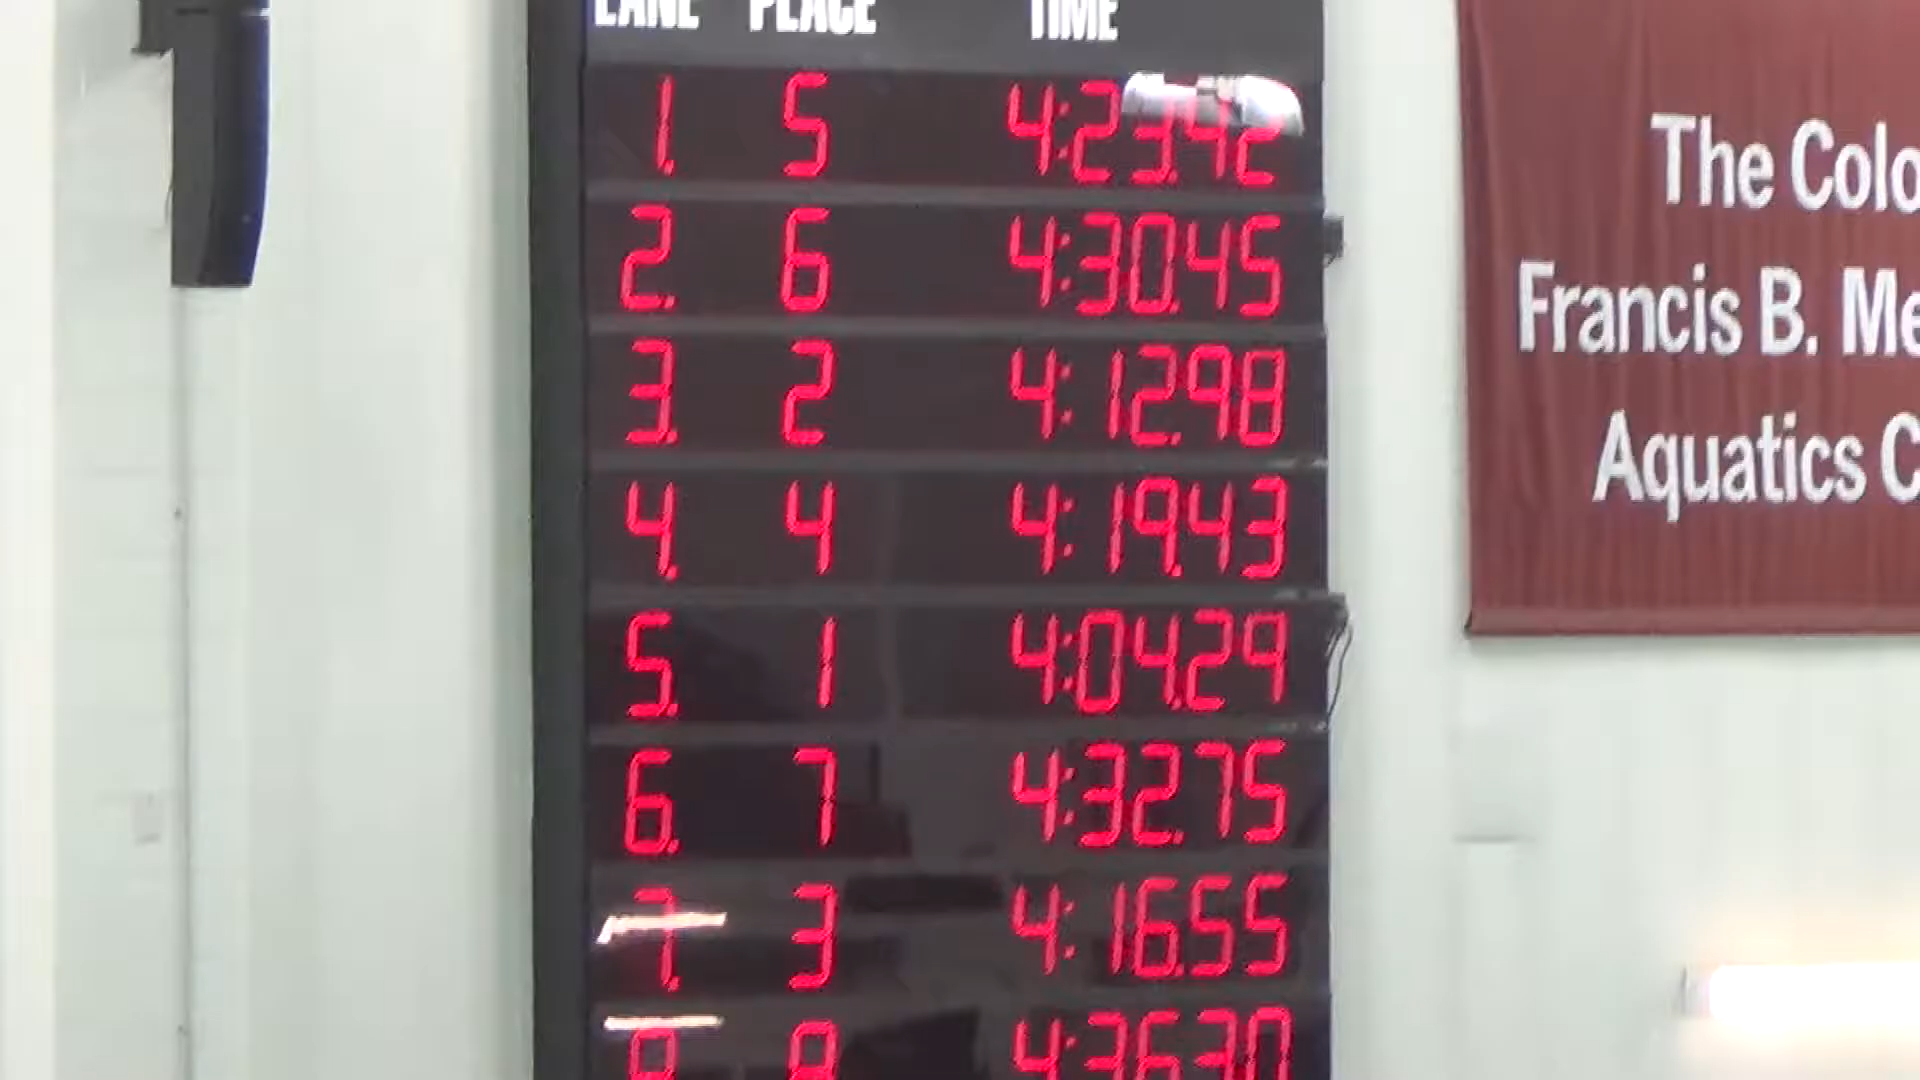 LANE PLACE TIME
1. 5 4:23.42
2. 6 4:30.45
3. 2 4:12.98
4. 4 4:19.43
5. 1 4:04.29
6. 7 4:32.75
7. 3 4:16.55
8 8 4:36.30
The Colo
Francis B. Me
Aquatics C